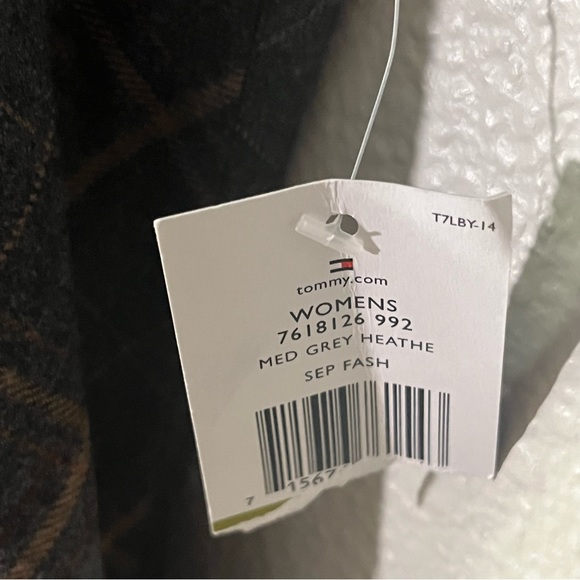 T7LBY-14
tommy.com
WOMENS
7618126 992
MED GREY HEATHE
SEP FASH
7 1567